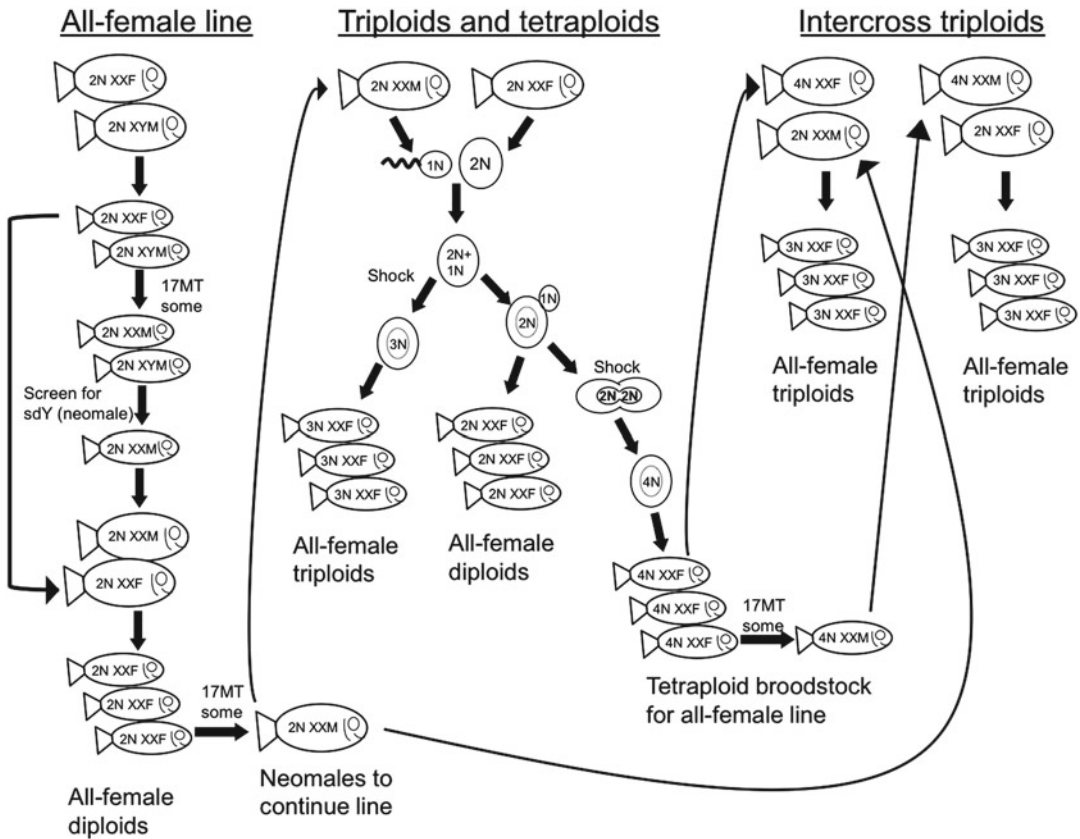 All-female line
2N XXF
2N XYM
2N XXF
2N XYM
17MT
some
2N XXM
2N XYM
Screen for
sdY (neomale)
2N XXM
2N XXM
2N XXF
2N XXF
2N XXF
2N XXF
All-female
diploids
17MT
some
2N XXM
Neomales to
continue line
Triploids and tetraploids
2N XXM
2N XXF
1N
2N
2N+
1N
Shock
3N
1N
2N
3N XXF
3N XXF
3N XXF
All-female
triploids
2N XXF
2N XXF
2N XXF
All-female
diploids
Shock
2N 2N
4N
4N XXF
4N XXF
4N XXF
17MT
some
4N XXM
Tetraploid broodstock
for all-female line
Intercross triploids
4N XXF
2N XXM
3N XXF
3N XXF
3N XXF
All-female
triploids
4N XXM
2N XXF
3N XXF
3N XXF
3N XXF
All-female
triploids